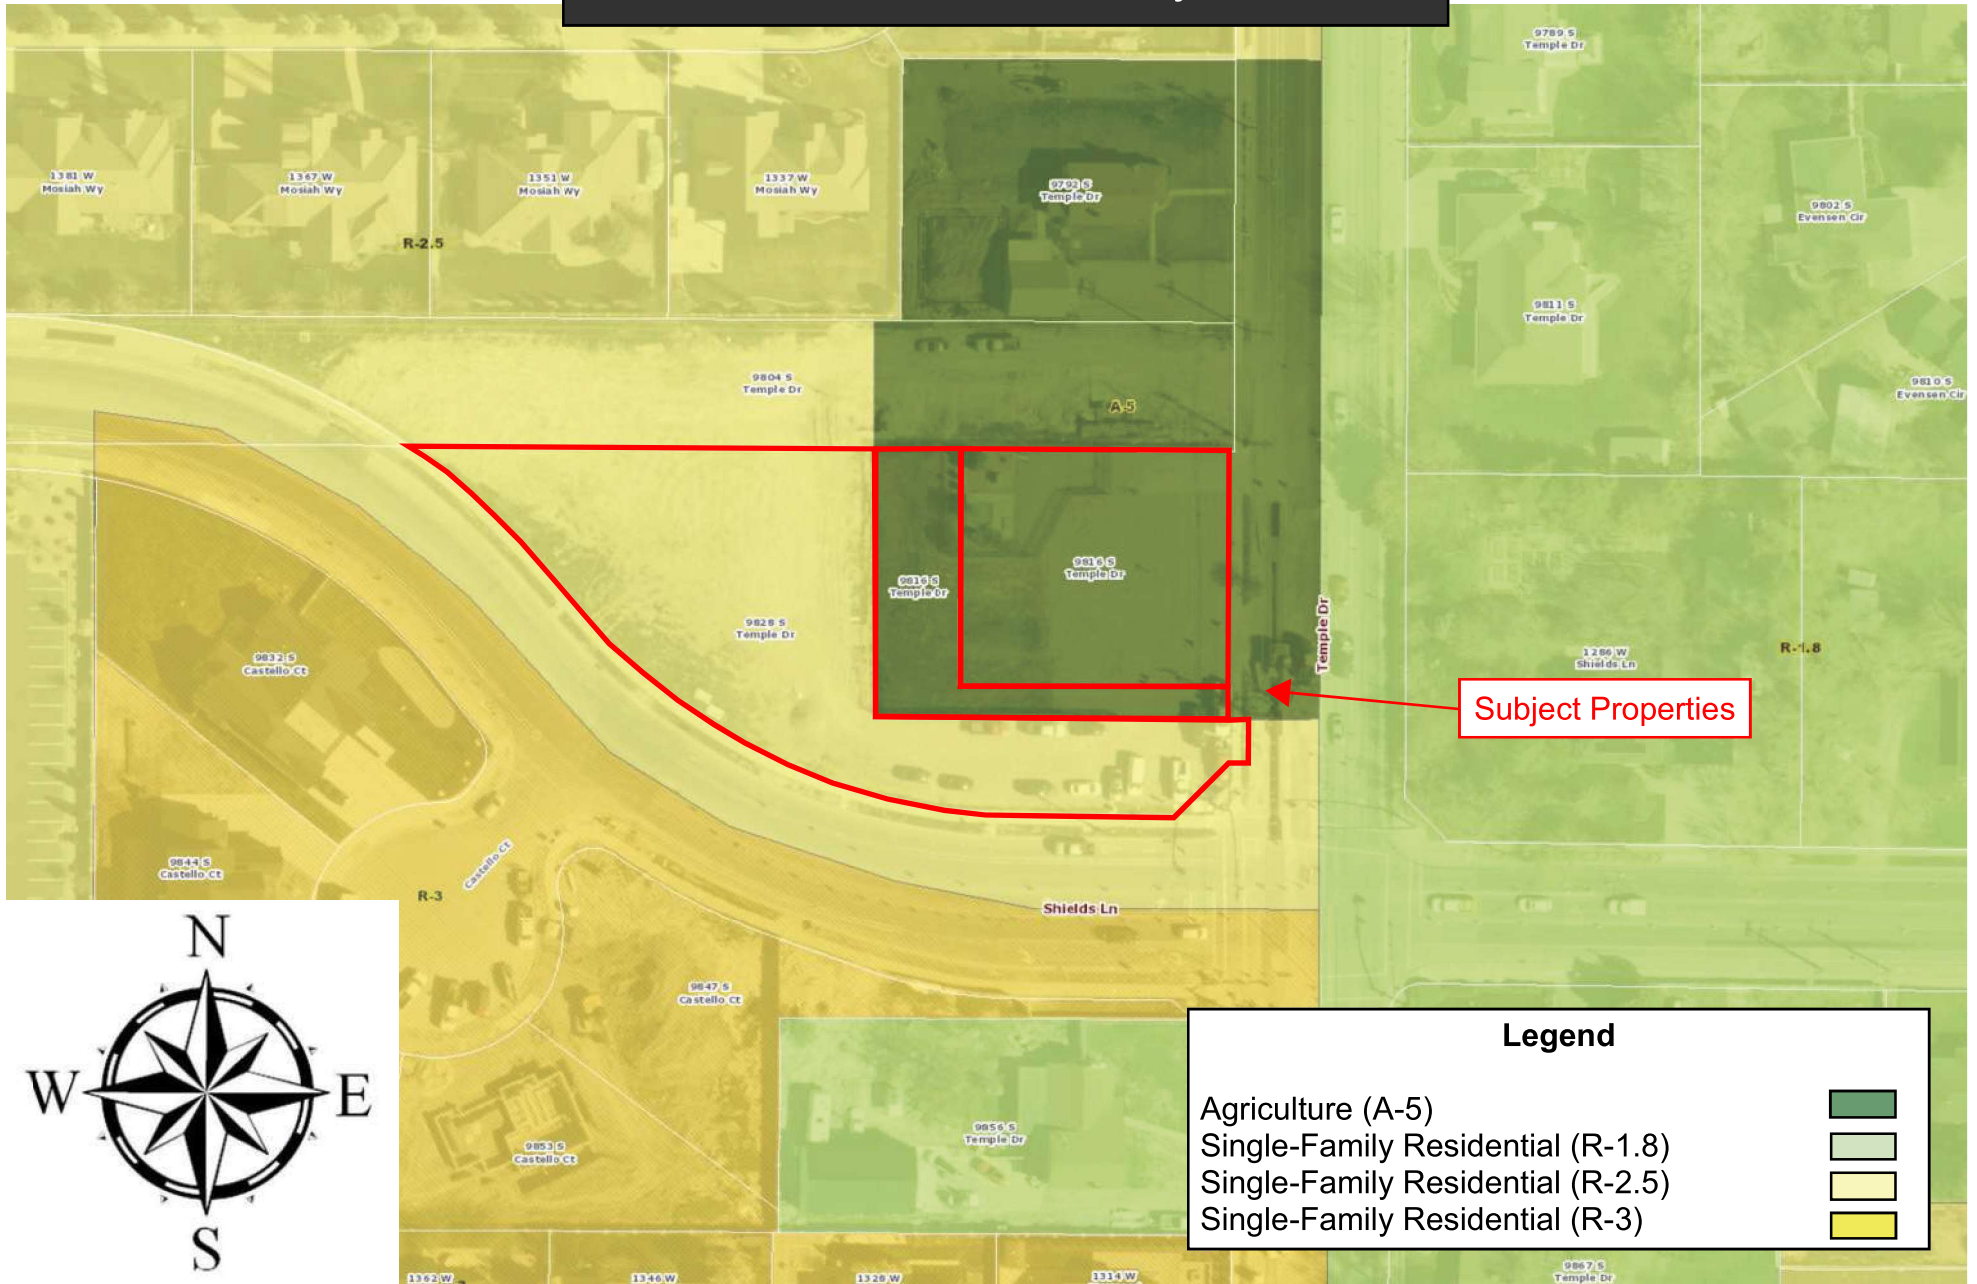 9789 S
Temple Dr
1381 W
Mosiah Wy
1367 W
Mosiah Wy
1351 W
Mosiah Wy
1337 W
Mosiah Wy
9792 S
Temple Dr
9802 S
Evensen Cir
R-2.5
9811 S
Temple Dr
9804 S
Temple Dr
A-5
9810 S
Evensen Cir
9816 S
Temple Dr
9816 S
Temple Dr
9828 S
Temple Dr
Temple Dr
1286 W
Shields Ln
R-1.8
9832 S
Castello Ct
Subject Properties
9844 S
Castello Ct
Castello Ct
R-3
Shields Ln
N
W
E
S
9847 S
Castello Ct
9853 S
Castello Ct
9856 S
Temple Dr
Legend
Agriculture (A-5)
Single-Family Residential (R-1.8)
Single-Family Residential (R-2.5)
Single-Family Residential (R-3)
1362 W
1346 W
1328 W
1314 W
9867 S
Temple Dr